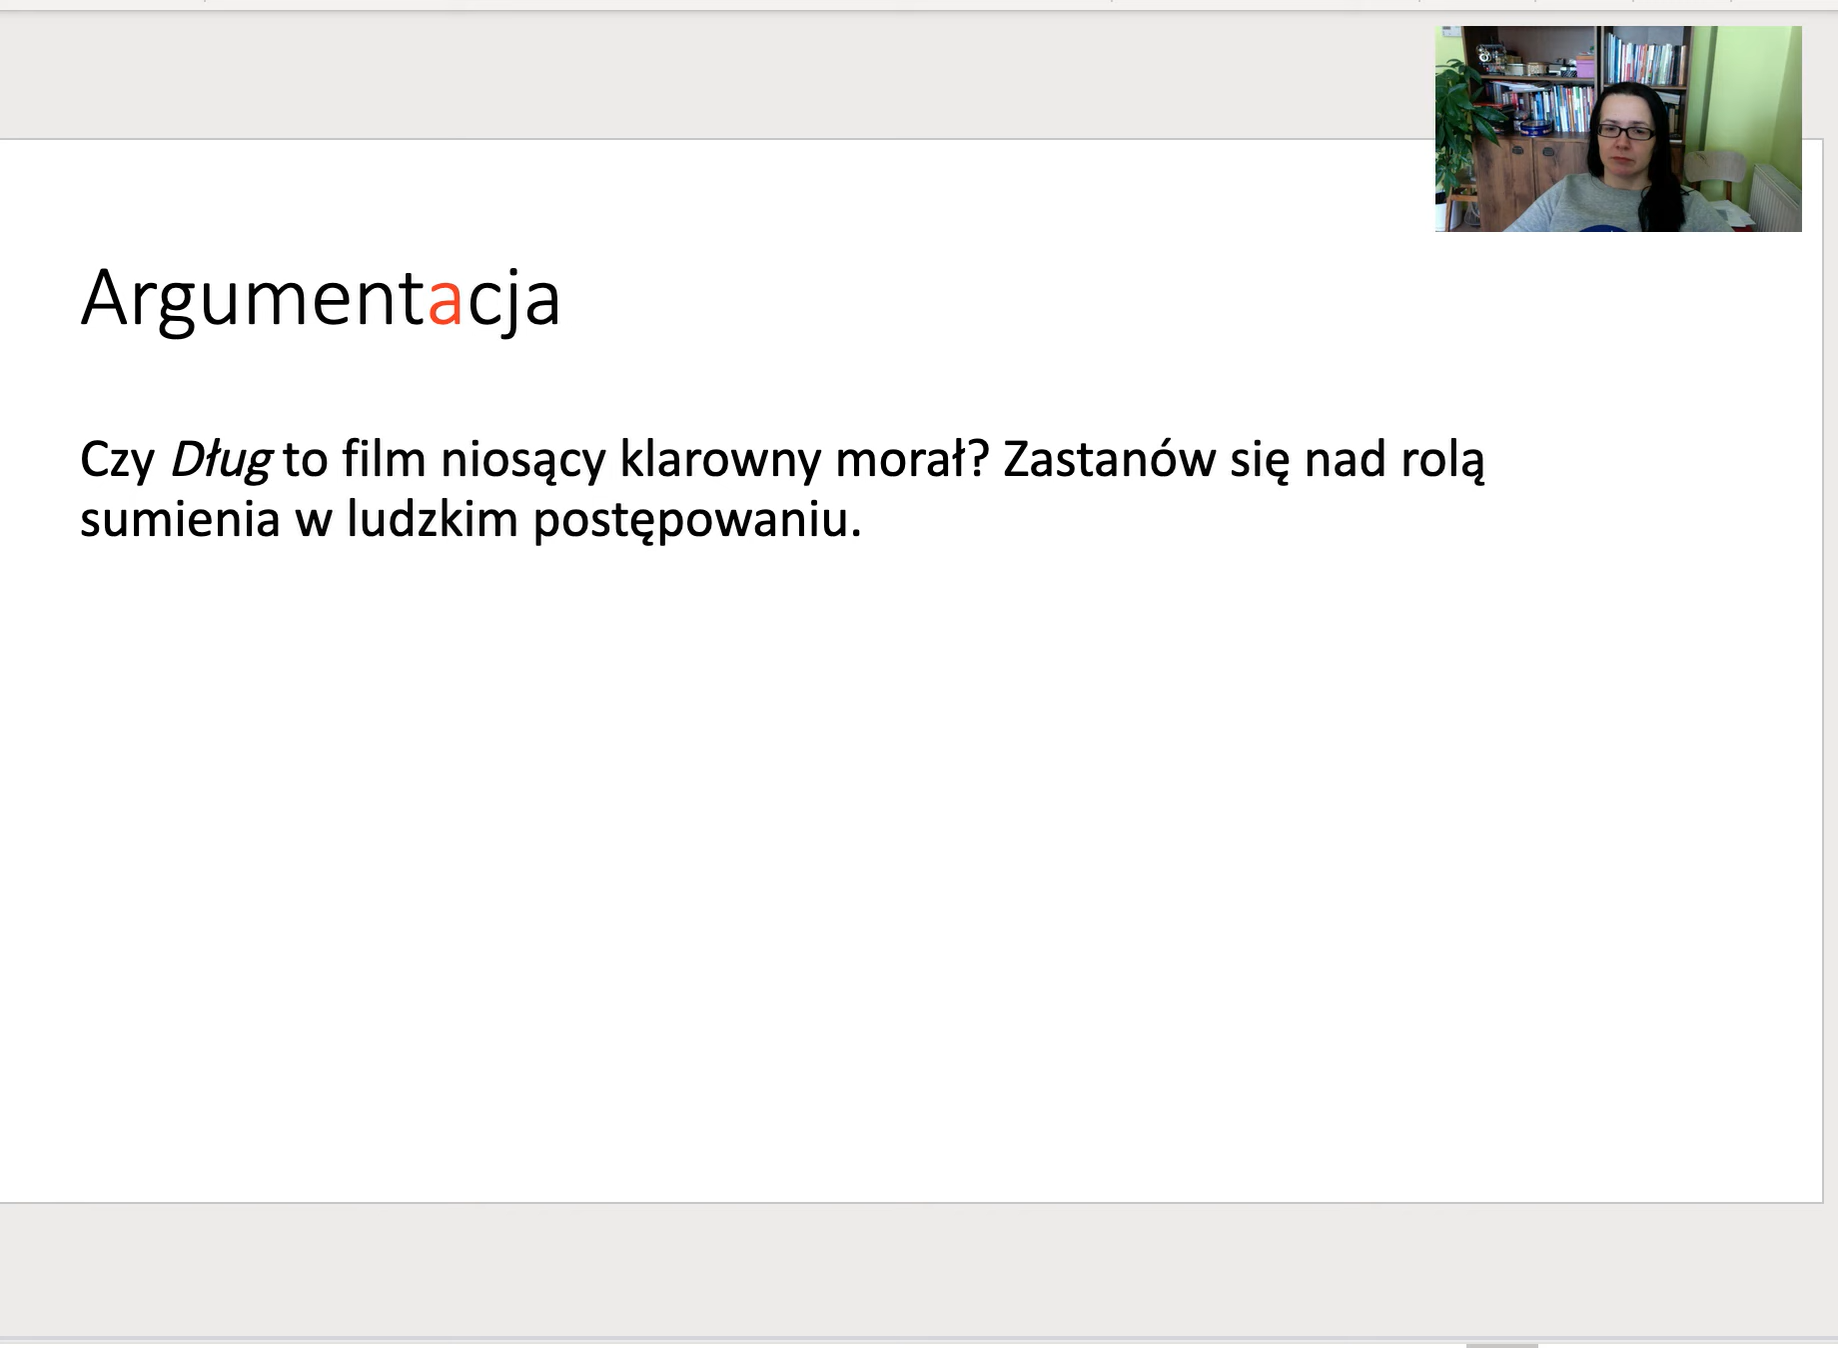 Argumentacja
Czy Dług to film niosący klarowny morał? Zastanów się nad rolą
sumienia w ludzkim postępowaniu.